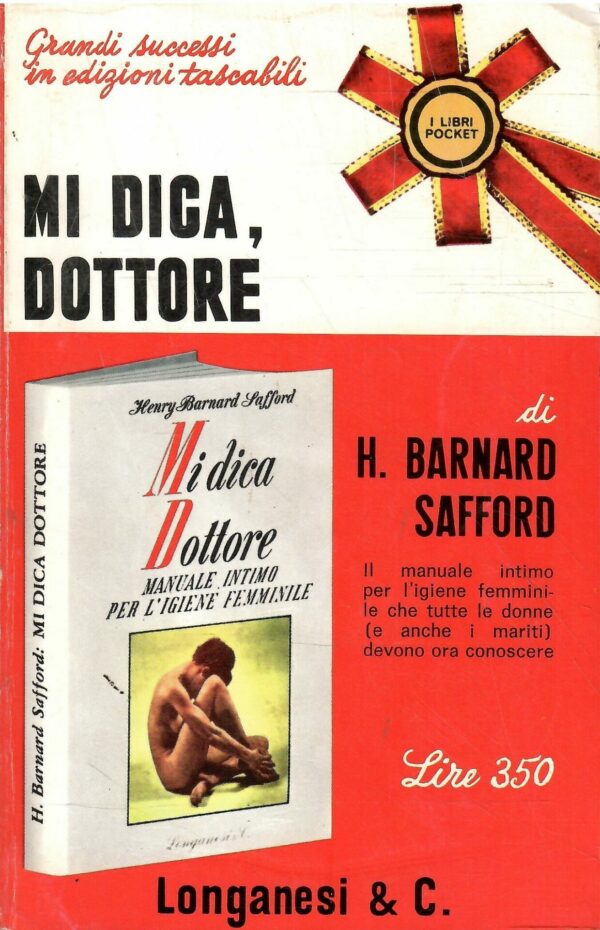 Grandi successi
in edizioni tascabili
I LIBRI
POCKET
MI DICA,
DOTTORE
di
H. BARNARD
SAFFORD
Il manuale intimo
per l'igiene femmini-
le che tutte le donne
(e anche i mariti)
devono ora conoscere
Lire 350
Henry Barnard Safford
Mi dica
Dottore
MANUALE INTIMO
PER L'IGIENE FEMMINILE
Longanesi & C.
H. Barnard Safford: MI DICA DOTTORE
Longanesi & C.